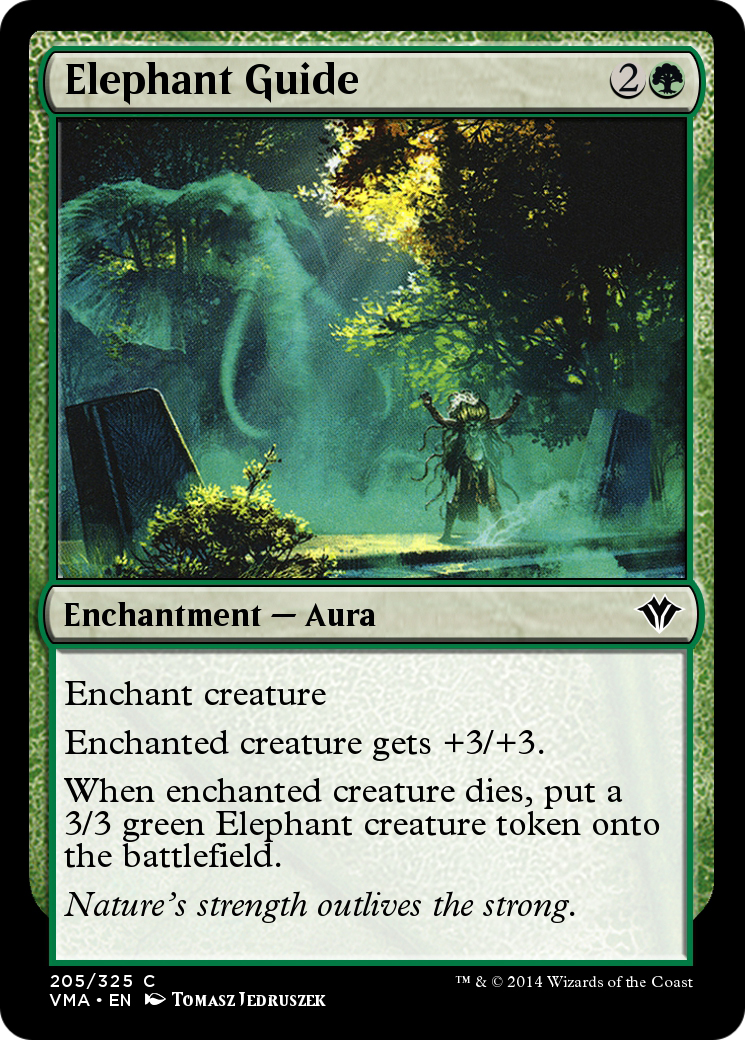 Elephant Guide 2
Enchantment — Aura
Enchant creature
Enchanted creature gets +3/+3.
When enchanted creature dies, put a
3/3 green Elephant creature token onto
the battlefield.
Nature's strength outlives the strong.
205/325 C
VMA • EN Tomasz Jedruszek
™ & © 2014 Wizards of the Coast